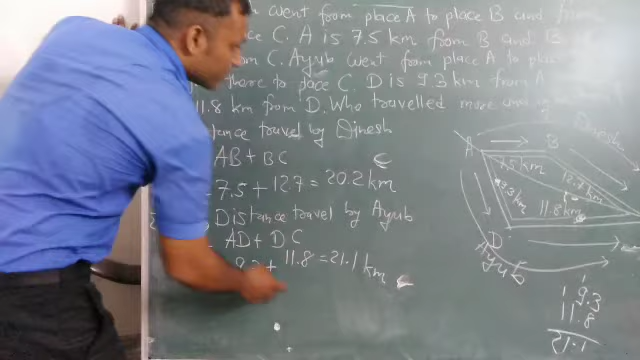 went from place A to place B and from
C. A is 7.5 km from B and B
from C. Ayub went from place A to place
there to place C. D is 9.3 km from A
11.8 km from D. Who travelled more and
travel by Dinesh
AB + BC
7.5 + 12.7 = 20.2 km
Distance travel by Ayub
AD + DC
+ 11.8 = 21.1 km
Dinesh
A B
7.5 km
12.7 km
9.3 km
11.8 km
D
Ayub
9.3
11.8
21.1